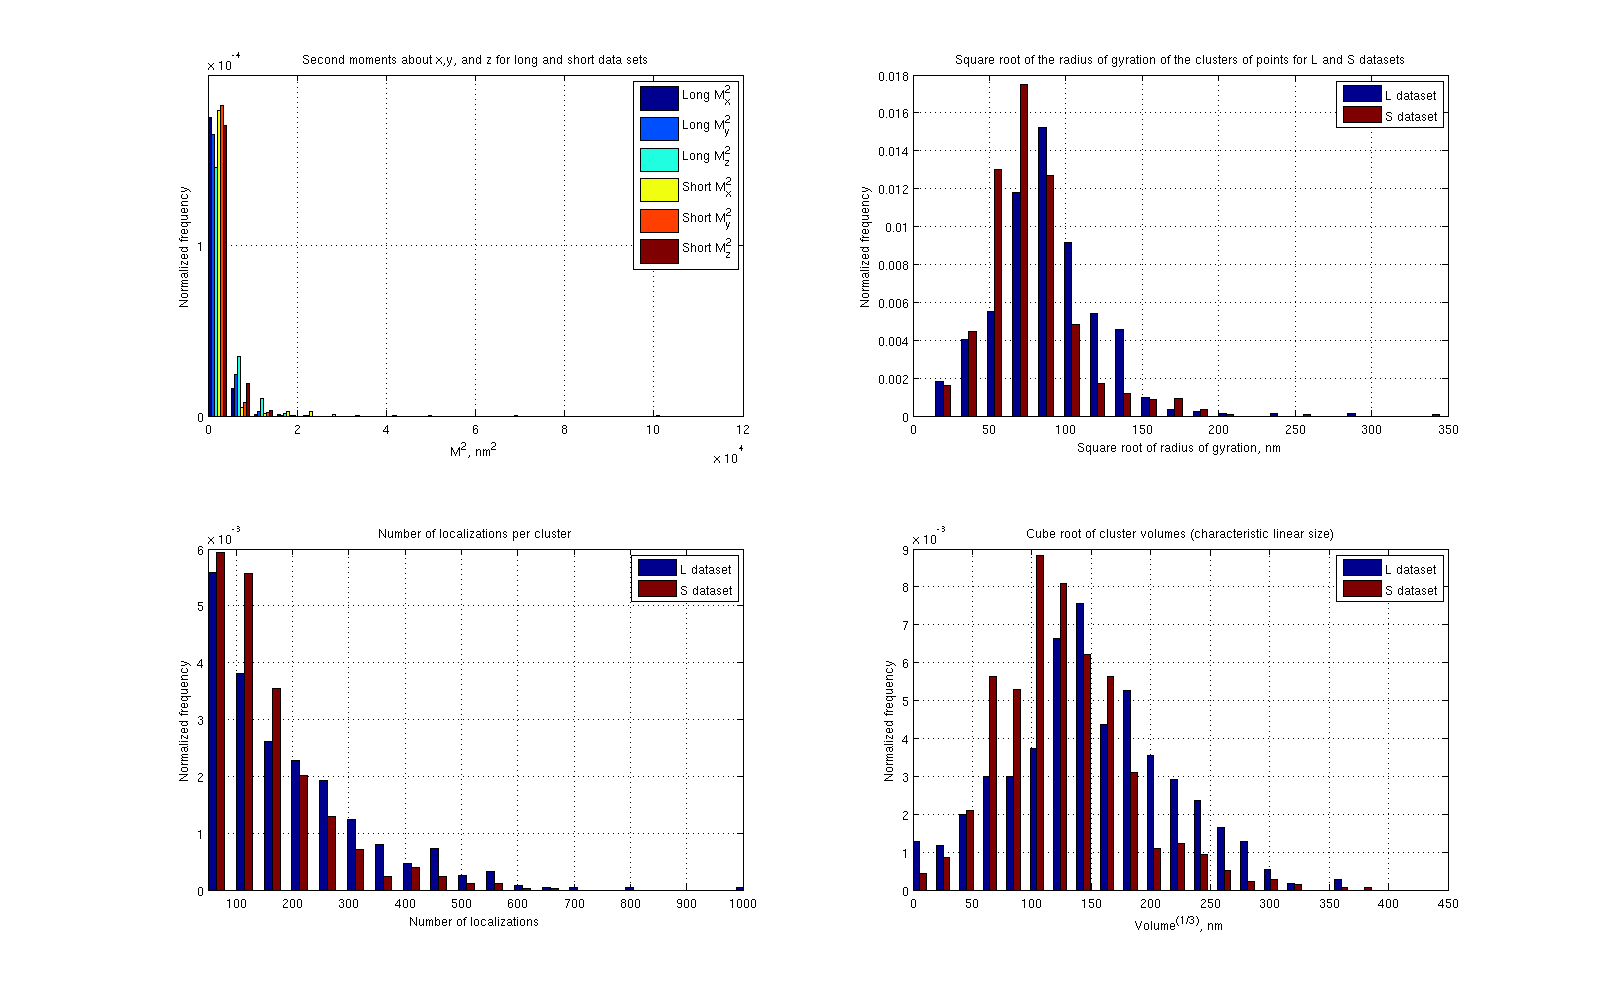 Second moments about x,y, and z for long and short data sets
× 10^-4
Normalized frequency
1
0
0 2 4 6 8 10 12
M^2, nm^2
× 10^4
Long M_x^2
Long M_y^2
Long M_z^2
Short M_x^2
Short M_y^2
Short M_z^2
Square root of the radius of gyration of the clusters of points for L and S datasets
Normalized frequency
0.018
0.016
0.014
0.012
0.01
0.008
0.006
0.004
0.002
0
0 50 100 150 200 250 300 350
Square root of radius of gyration, nm
L dataset
S dataset
Number of localizations per cluster
× 10^-3
Normalized frequency
6
5
4
3
2
1
0
100 200 300 400 500 600 700 800 900 1000
Number of localizations
L dataset
S dataset
Cube root of cluster volumes (characteristic linear size)
× 10^-3
Normalized frequency
9
8
7
6
5
4
3
2
1
0
0 50 100 150 200 250 300 350 400 450
Volume^(1/3), nm
L dataset
S dataset